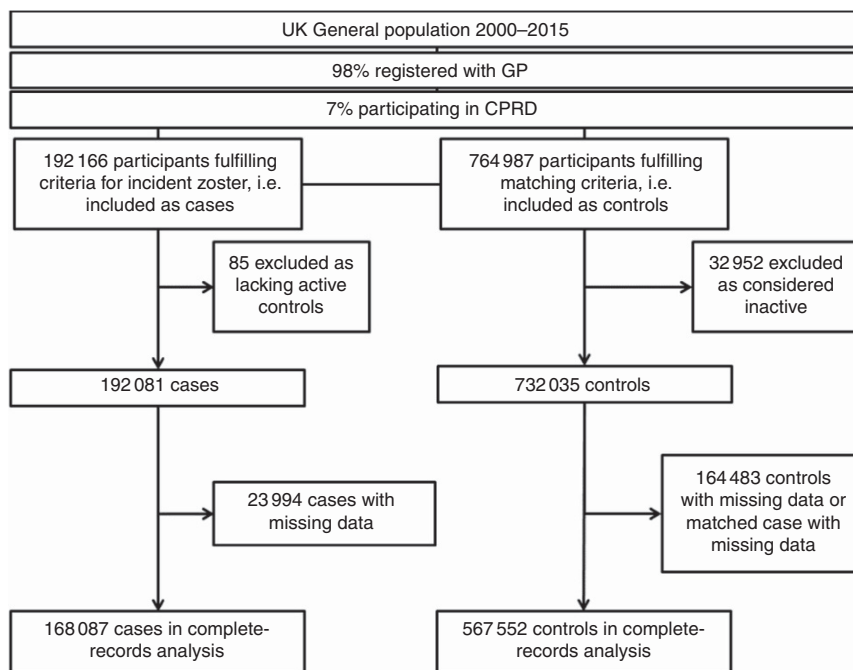 UK General population 2000–2015
98% registered with GP
7% participating in CPRD
192 166 participants fulfilling
criteria for incident zoster, i.e.
included as cases
764 987 participants fulfilling
matching criteria, i.e.
included as controls
85 excluded as
lacking active
controls
32 952 excluded
as considered
inactive
192 081 cases
732 035 controls
23 994 cases with
missing data
164 483 controls
with missing data or
matched case with
missing data
168 087 cases in complete-
records analysis
567 552 controls in complete-
records analysis